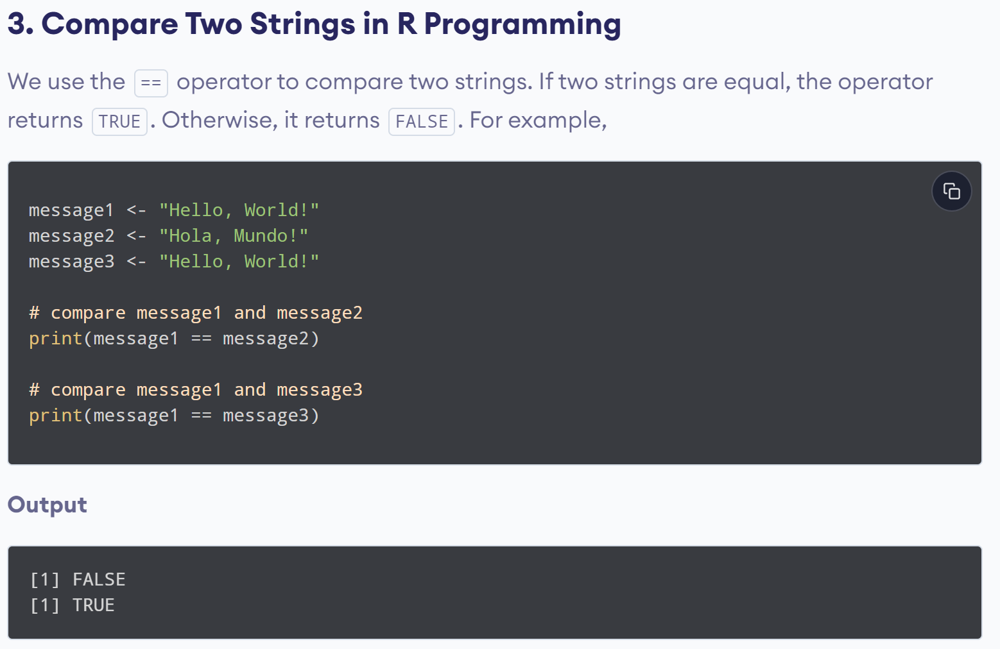 3. Compare Two Strings in R Programming
We use the == operator to compare two strings. If two strings are equal, the operator
returns TRUE. Otherwise, it returns FALSE. For example,
message1 <- "Hello, World!"
message2 <- "Hola, Mundo!"
message3 <- "Hello, World!"
# compare message1 and message2
print(message1 == message2)
# compare message1 and message3
print(message1 == message3)
Output
[1] FALSE
[1] TRUE